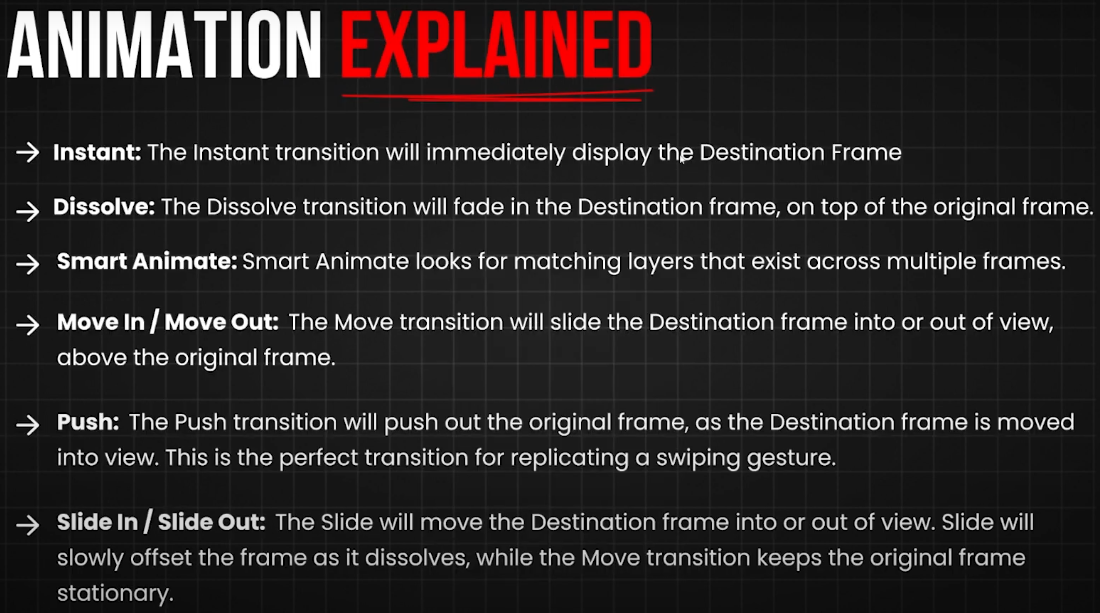 ANIMATION EXPLAINED
→ Instant: The Instant transition will immediately display the Destination Frame
→ Dissolve: The Dissolve transition will fade in the Destination frame, on top of the original frame.
→ Smart Animate: Smart Animate looks for matching layers that exist across multiple frames.
→ Move In / Move Out: The Move transition will slide the Destination frame into or out of view,
above the original frame.
→ Push: The Push transition will push out the original frame, as the Destination frame is moved
into view. This is the perfect transition for replicating a swiping gesture.
→ Slide In / Slide Out: The Slide will move the Destination frame into or out of view. Slide will
slowly offset the frame as it dissolves, while the Move transition keeps the original frame
stationary.